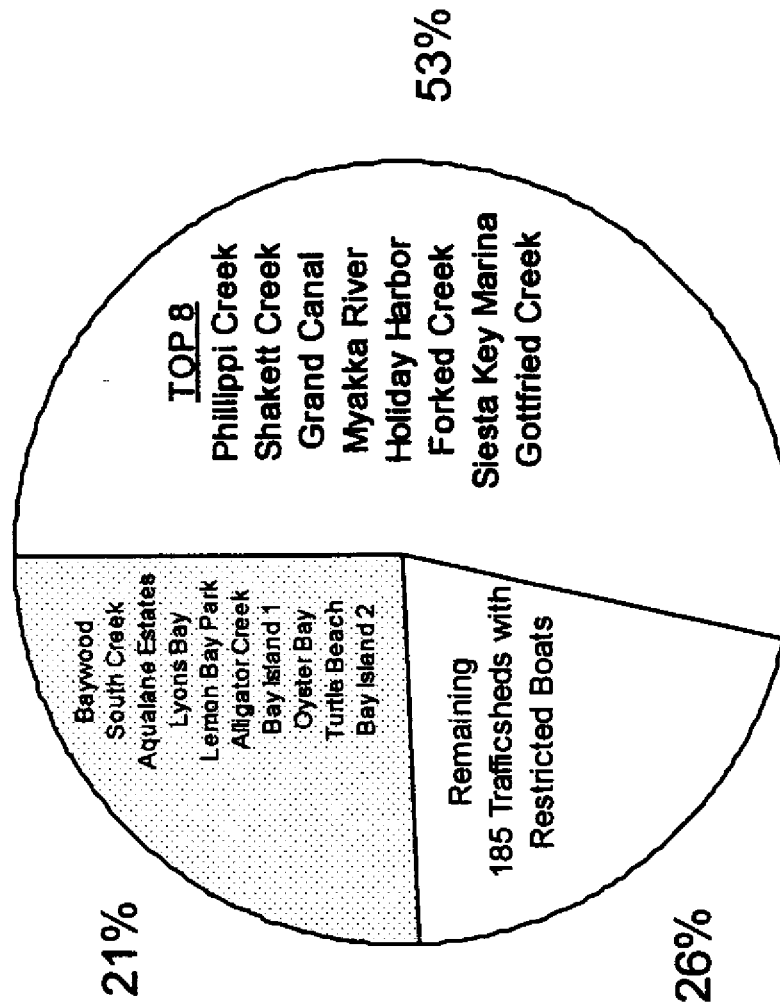 21%
Baywood
South Creek
Aqualane Estates
Lyons Bay
Lemon Bay Park
Alligator Creek
Bay Island 1
Oyster Bay
Turtle Beach
Bay Island 2
TOP 8
Phillippi Creek
Shakett Creek
Grand Canal
Myakka River
Holiday Harbor
Forked Creek
Siesta Key Marina
Gottfried Creek
53%
Remaining
185 Trafficsheds with
Restricted Boats
26%